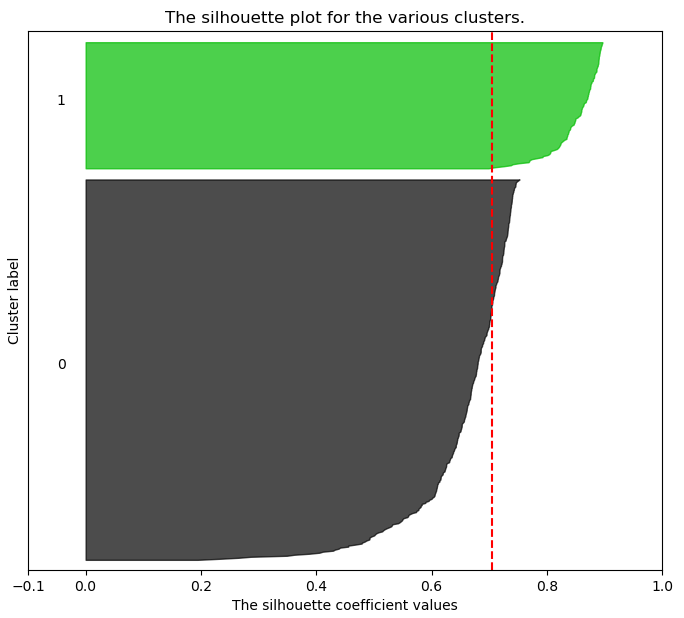 The silhouette plot for the various clusters.
1
0
Cluster label
−0.1 0.0 0.2 0.4 0.6 0.8 1.0
The silhouette coefficient values